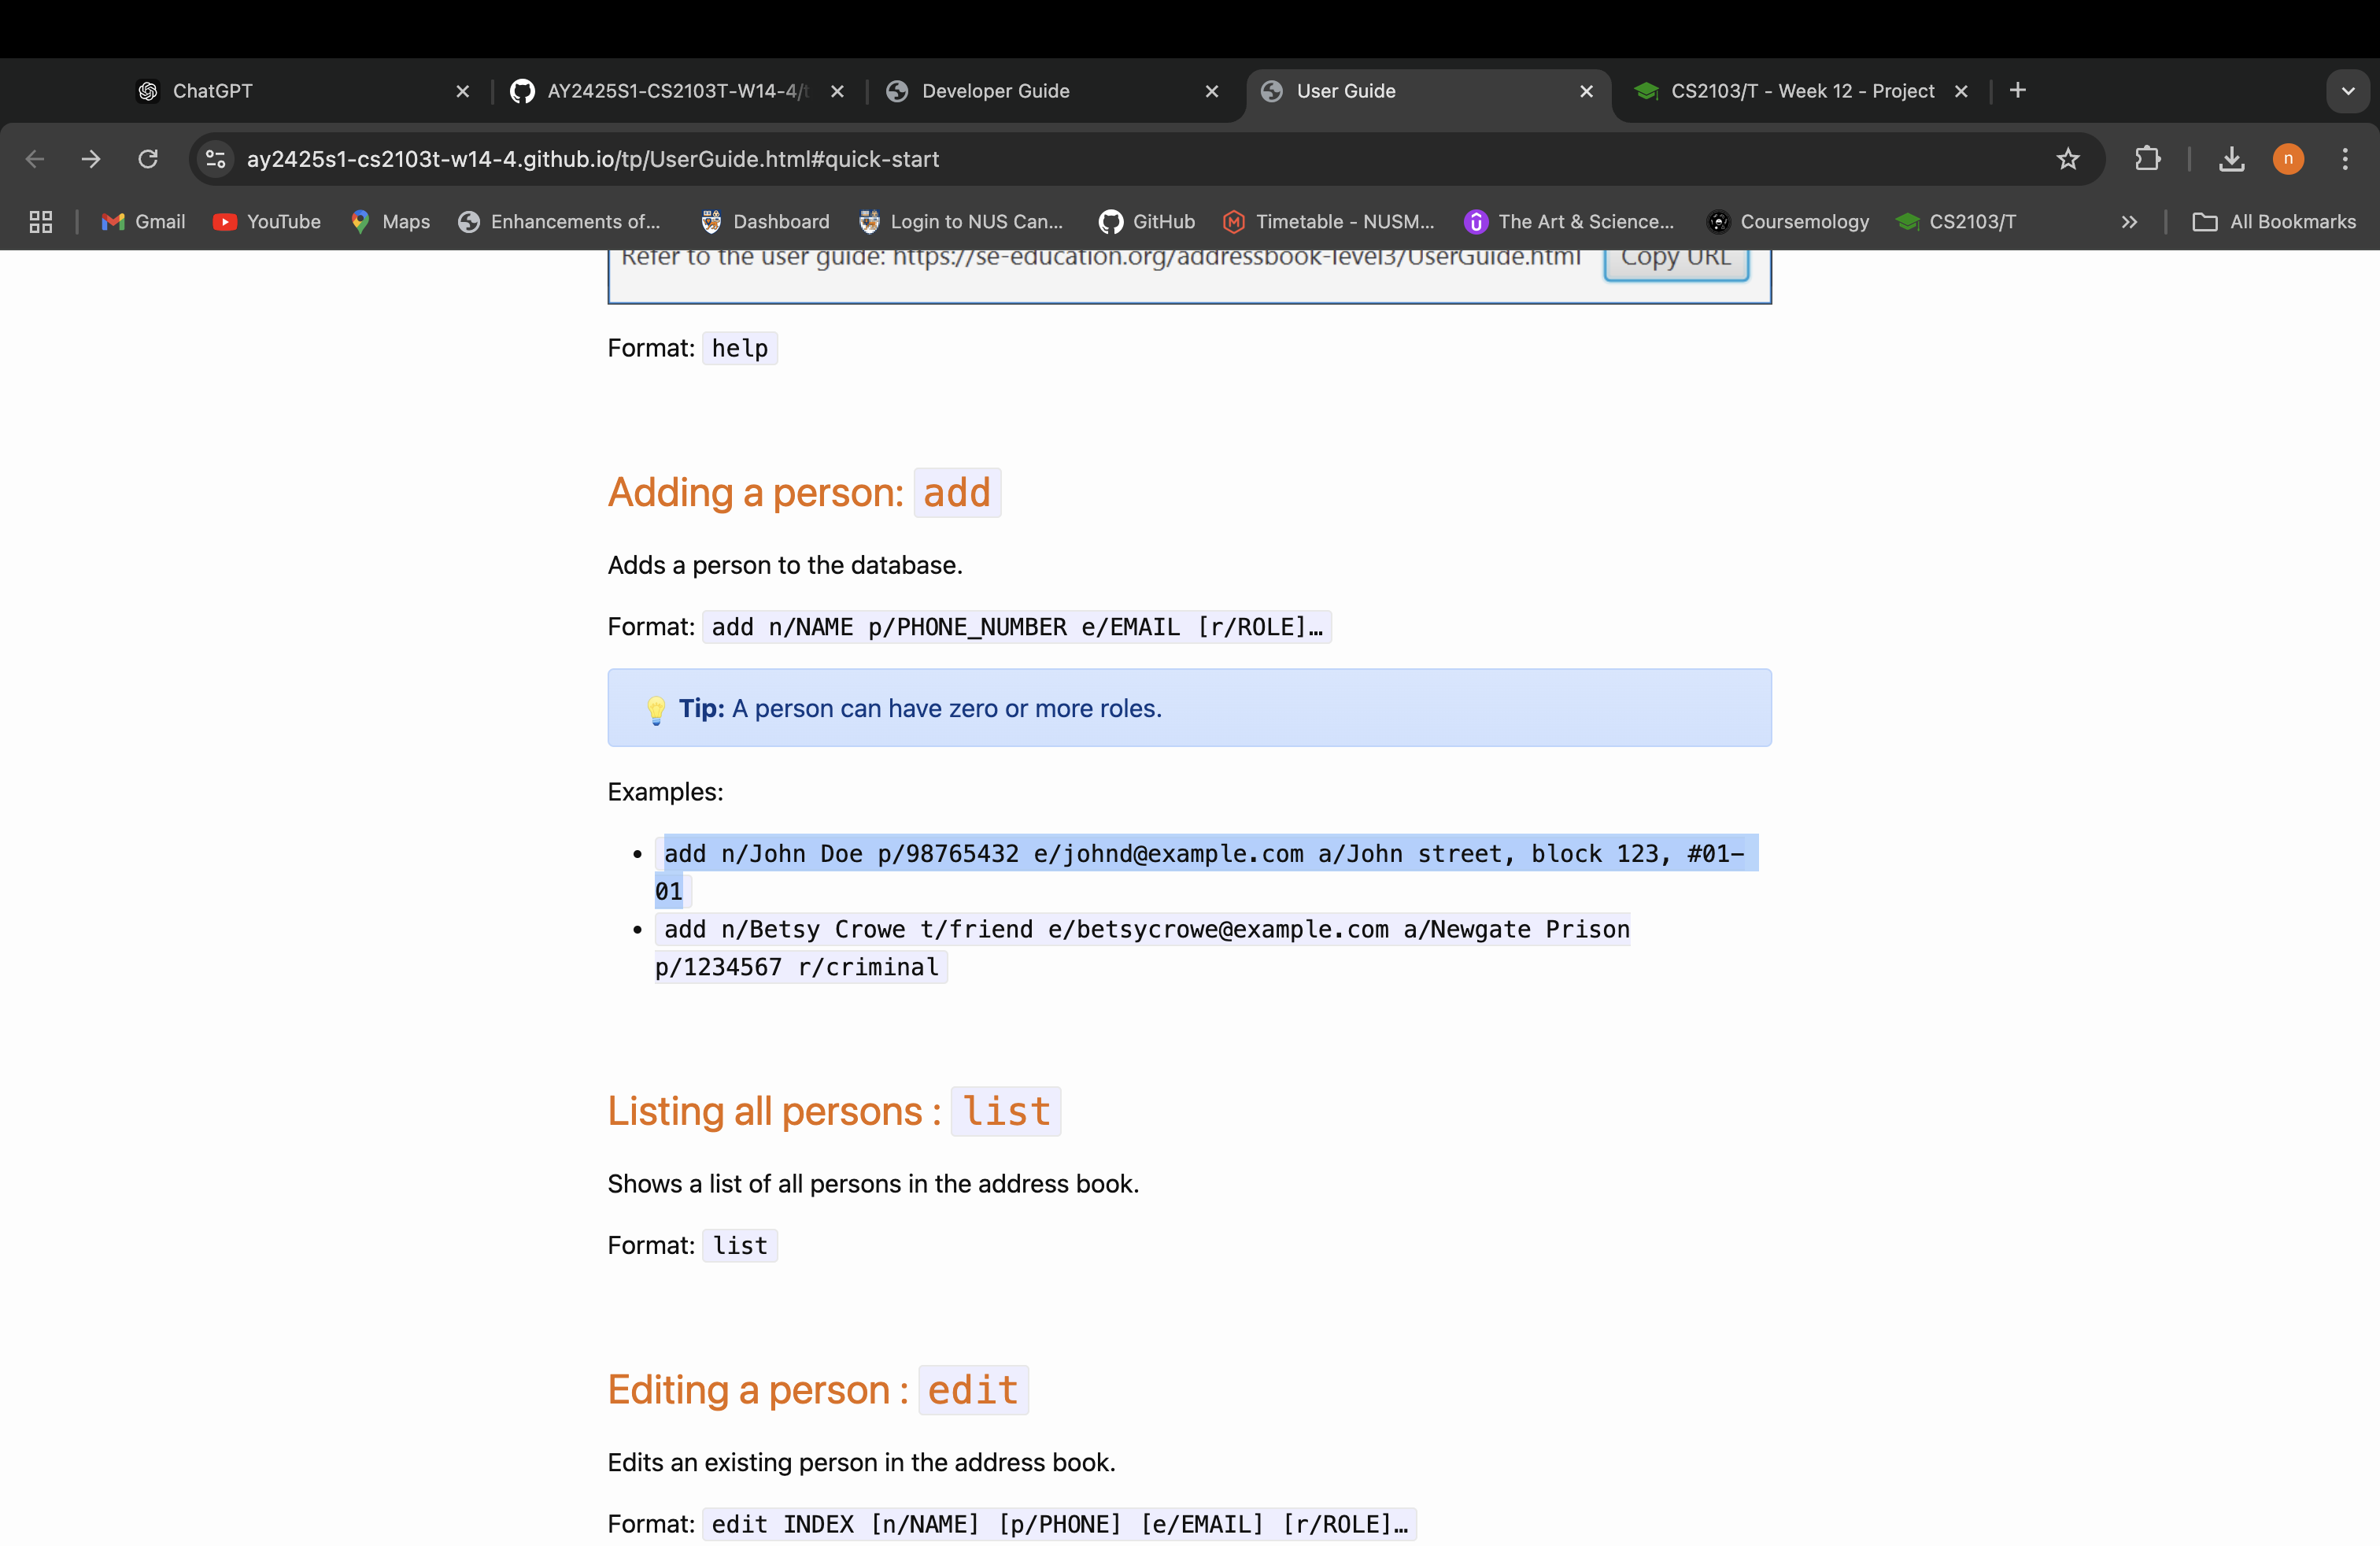 ChatGPT
AY2425S1-CS2103T-W14-4/t
Developer Guide
User Guide
CS2103/T - Week 12 - Project
ay2425s1-cs2103t-w14-4.github.io/tp/UserGuide.html#quick-start
n
Gmail
YouTube
Maps
Enhancements of...
Dashboard
Login to NUS Can...
GitHub
Timetable - NUSM...
The Art & Science...
Coursemology
CS2103/T
All Bookmarks
Refer to the user guide: https://se-education.org/addressbook-level3/UserGuide.html Copy URL
Format: help
Adding a person: add
Adds a person to the database.
Format: add n/NAME p/PHONE_NUMBER e/EMAIL [r/ROLE]…
Tip: A person can have zero or more roles.
Examples:
add n/John Doe p/98765432 e/johnd@example.com a/John street, block 123, #01-
01
add n/Betsy Crowe t/friend e/betsycrowe@example.com a/Newgate Prison
p/1234567 r/criminal
Listing all persons : list
Shows a list of all persons in the address book.
Format: list
Editing a person : edit
Edits an existing person in the address book.
Format: edit INDEX [n/NAME] [p/PHONE] [e/EMAIL] [r/ROLE]…